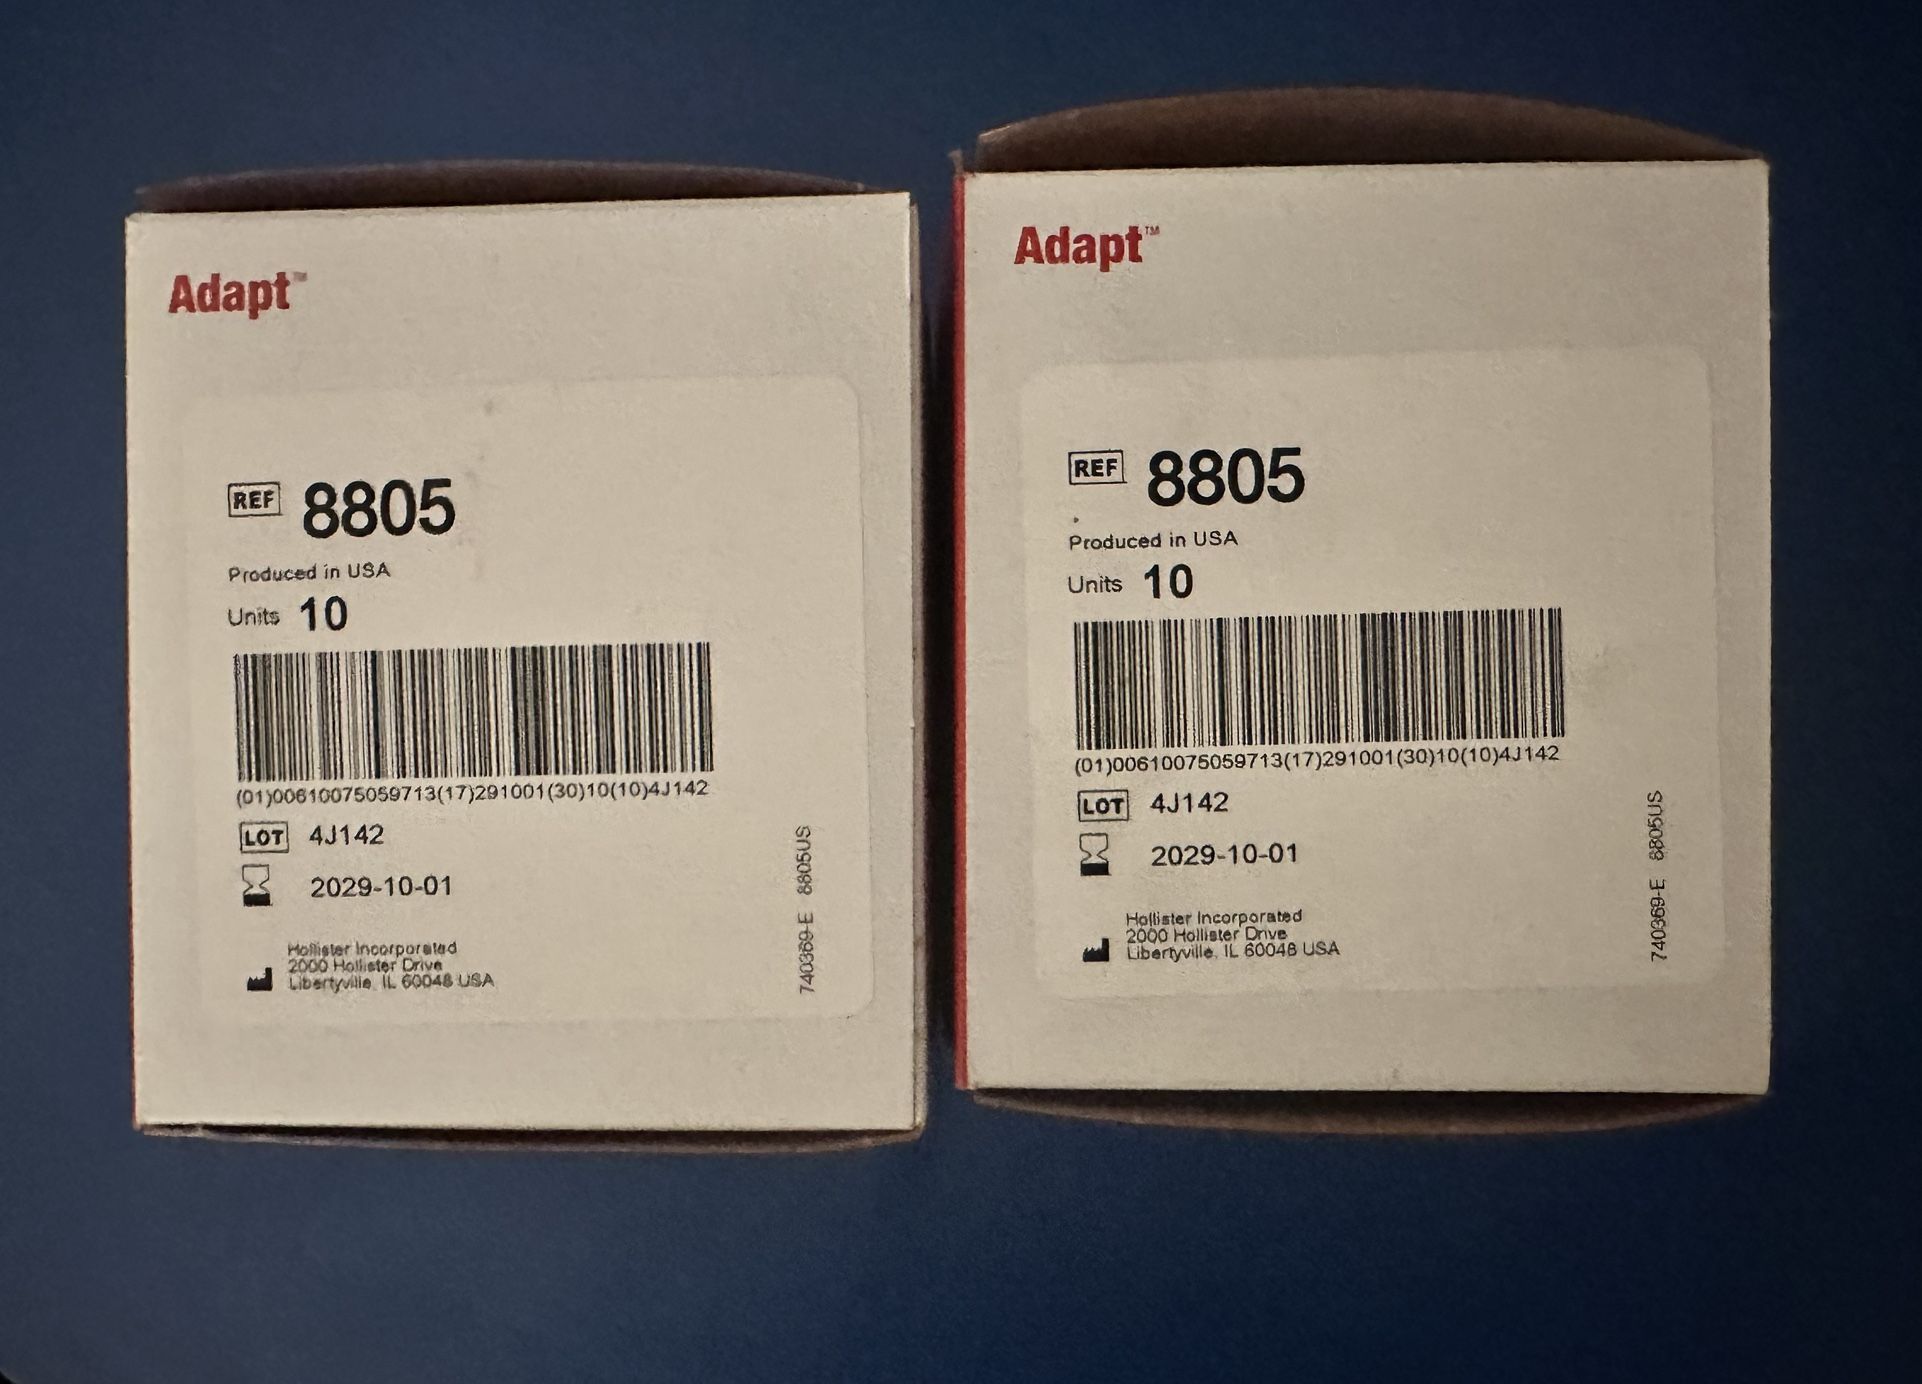 Adapt™
REF 8805
Produced in USA
Units 10
(01)00610075059713(17)291001(30)10(10)4J142
LOT 4J142
2029-10-01
Hollister Incorporated
2000 Hollister Drive
Libertyville, IL 60048 USA
740369-E 8805US
Adapt™
REF 8805
Produced in USA
Units 10
(01)00610075059713(17)291001(30)10(10)4J142
LOT 4J142
2029-10-01
Hollister Incorporated
2000 Hollister Drive
Libertyville, IL 60048 USA
740369-E 8805US